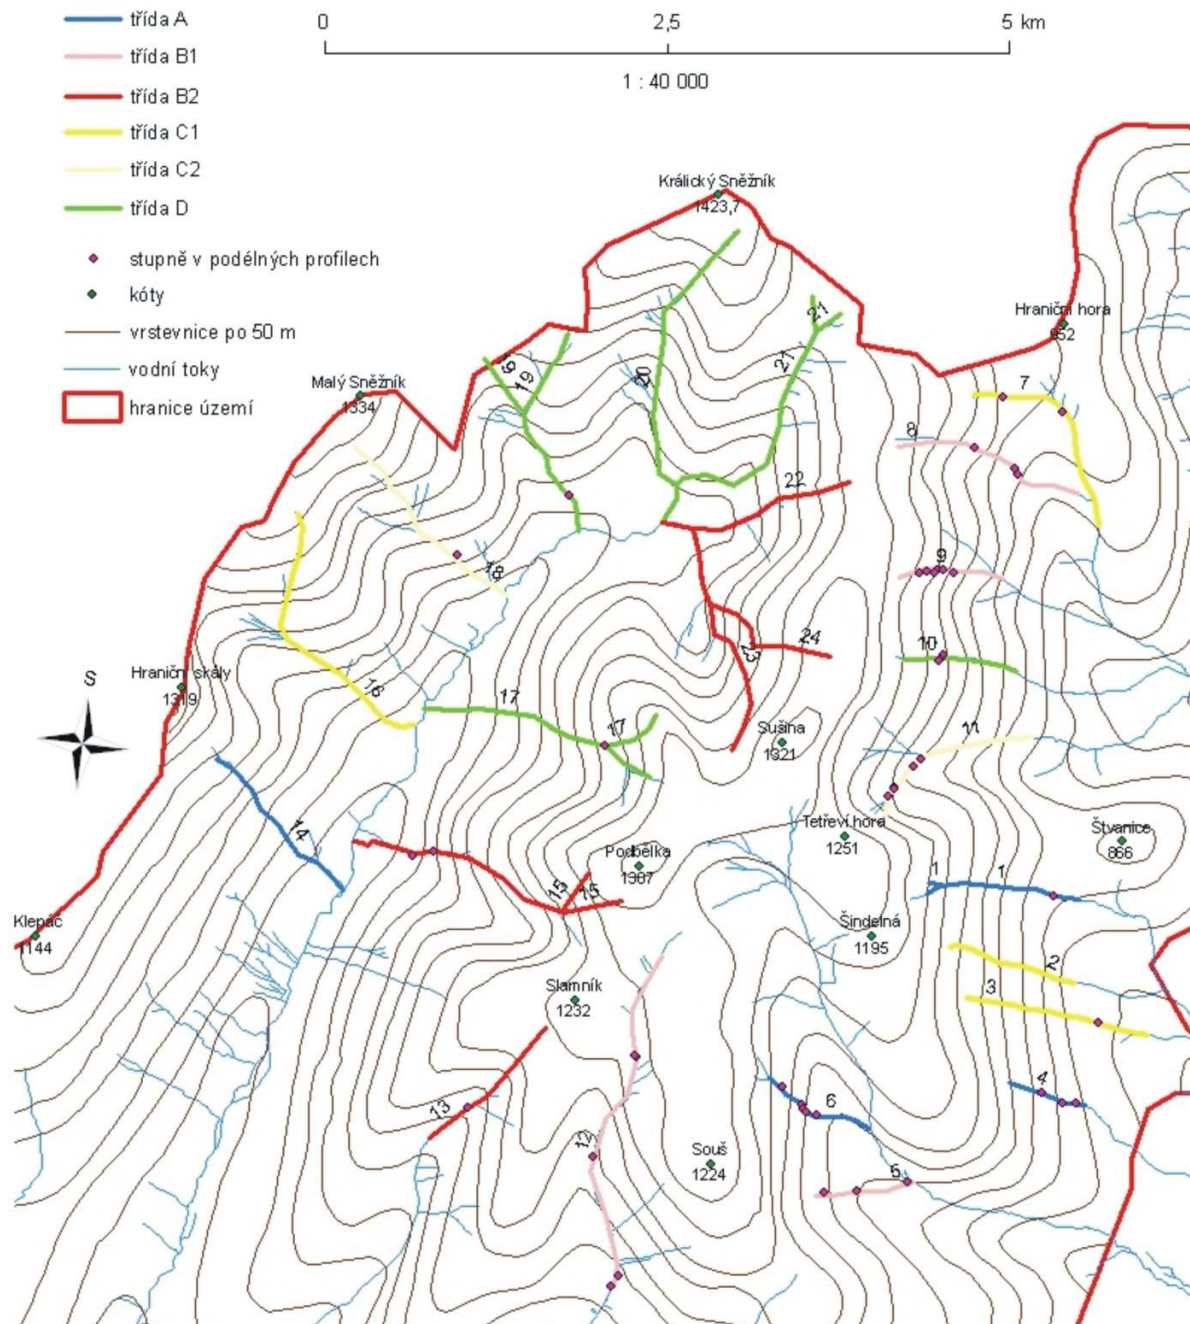 třída A
třída B1
třída B2
třída C1
třída C2
třída D
stupně v podélných profilech
kóty
vrstevnice po 50 m
vodní toky
hranice území
0 2,5 5 km
1 : 40 000
Králický Sněžník
1423,7
Hraniční hora
952
Malý Sněžník
1334
21
19
19
20
21
7
8
22
18
9
10
24
23
Hraniční skály
1319
S
16
17
17
Sušina
1321
11
14
Tetřeví hora
1251
Štvanice
866
Podbělka
1307
1
1
15
15
Klepáč
1144
Šindelná
1195
2
3
Slamník
1232
4
6
13
12
Souš
1224
5